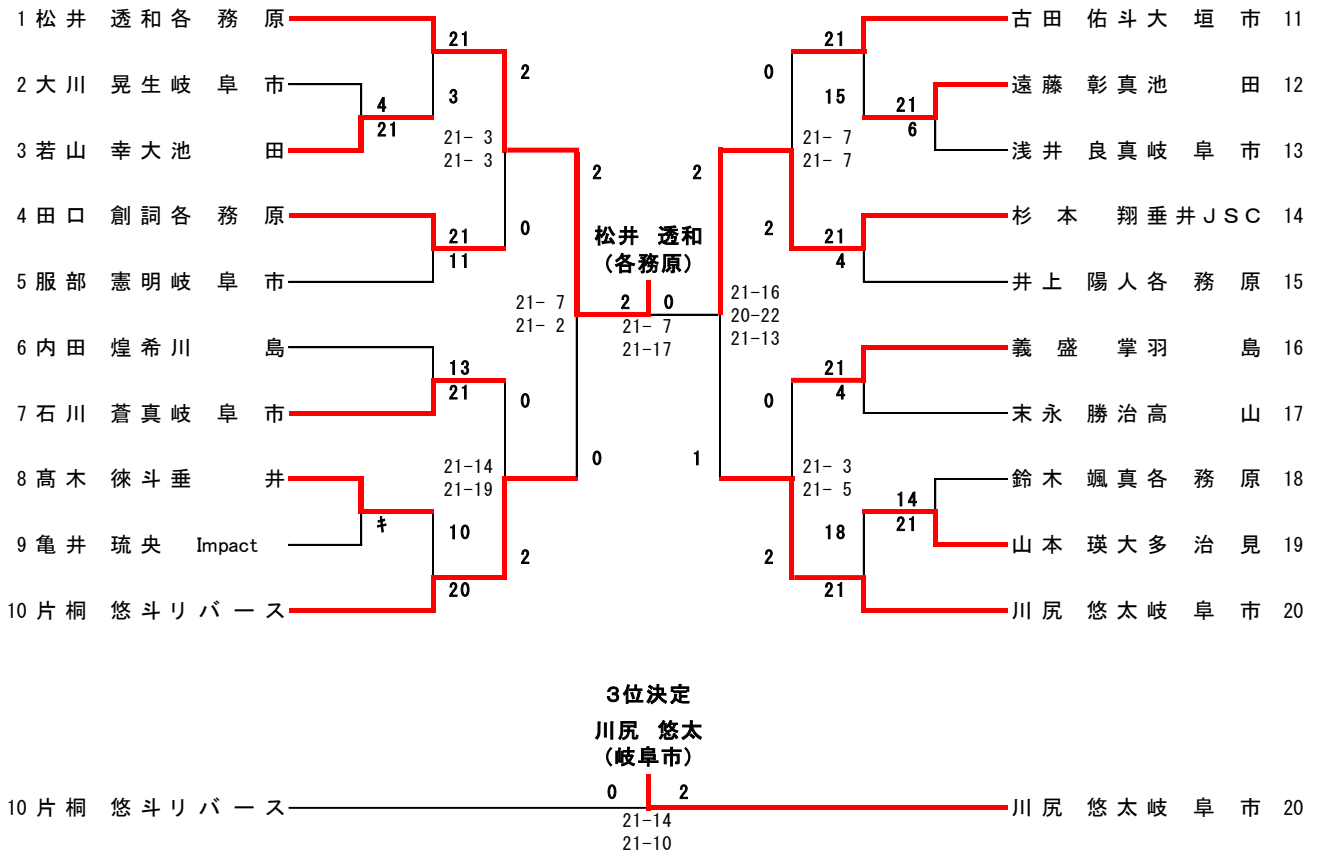 1 松井 透和 各務原
2 大川 晃生 岐阜市
3 若山 幸大 池田
4 田口 創詞 各務原
5 服部 憲明 岐阜市
6 内田 煌希 川島
7 石川 蒼真 岐阜市
8 髙木 徠斗 垂井
9 亀井 琉央 Impact
10 片桐 悠斗 リバース
21
3
4
21
21
11
13
21
キ
10
20
2
21- 3
21- 3
0
0
21-14
21-19
2
2
21- 7
21- 2
0
松井 透和
(各務原)
2 0
21- 7
21-17
2
21-16
20-22
21-13
1
0
21- 7
21- 7
2
0
21- 3
21- 5
2
21
15
21
6
21
4
21
4
14
21
18
21
古田 佑斗 大垣市 11
遠藤 彰真 池田 12
浅井 良真 岐阜市 13
杉本 翔 垂井JSC 14
井上 陽人 各務原 15
義盛 掌 羽島 16
末永 勝治 高山 17
鈴木 颯真 各務原 18
山本 瑛大 多治見 19
川尻 悠太 岐阜市 20
3位決定
川尻 悠太
(岐阜市)
10 片桐 悠斗 リバース
0 2
21-14
21-10
川尻 悠太 岐阜市 20